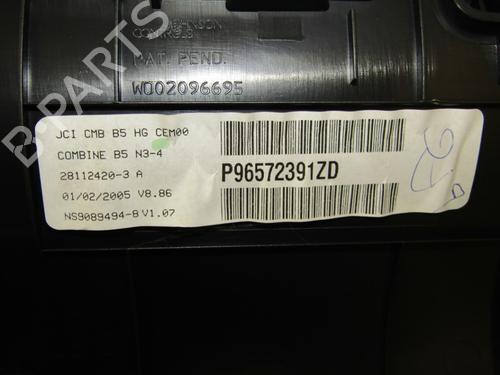 JOHNSON
CONTROLS
PAT. PEND.
W002096695
JCI CMB B5 HG CEM00
COMBINE B5 N3-4
28112420-3 A
01/02/2005 V8.86
NS9089494-8 V1.07
P96572391ZD
B-PARTS